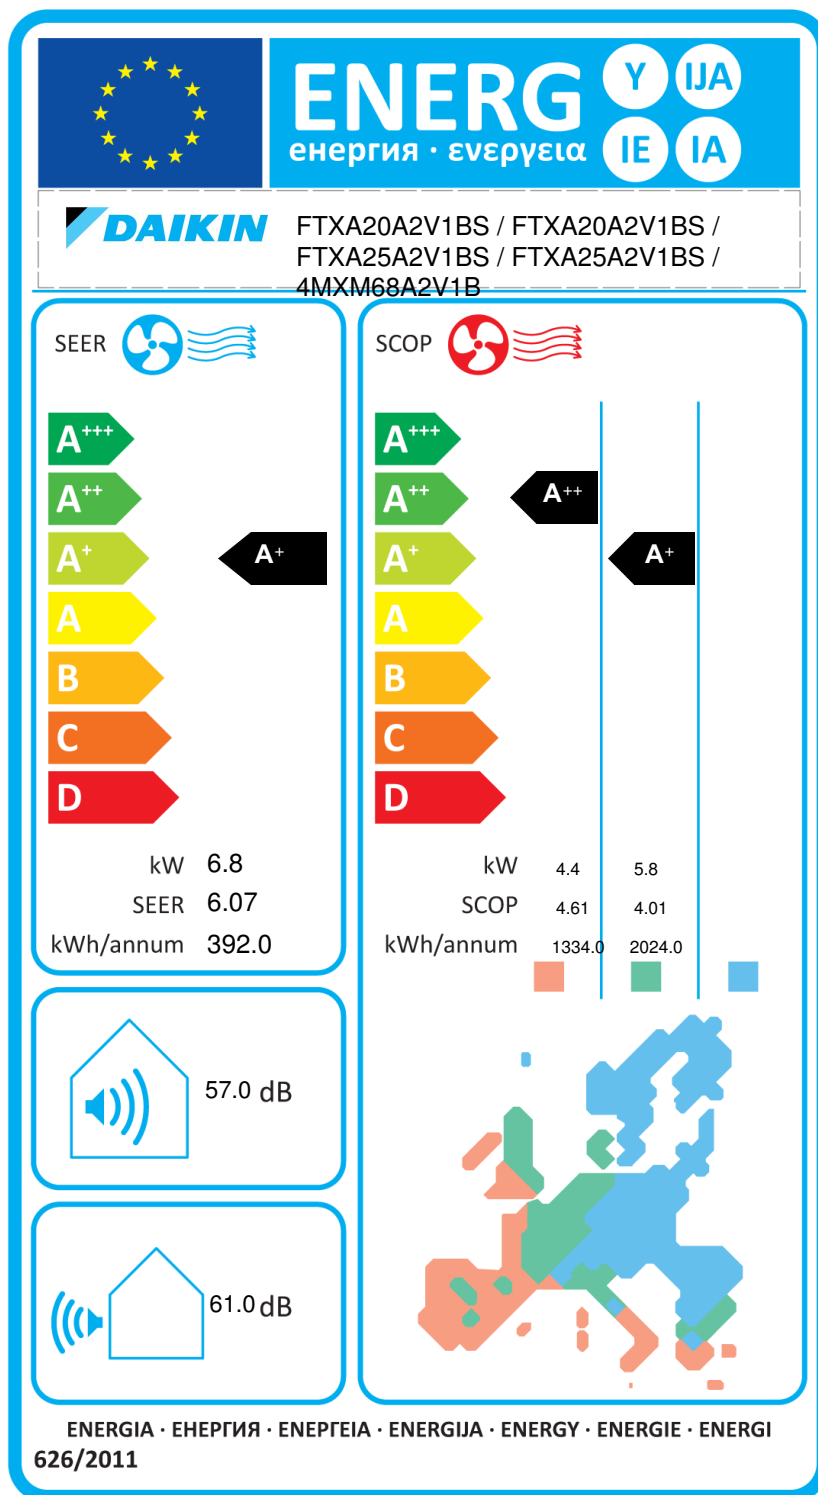 ENERG
енергия · ενεργεια
Y IJA
IE IA
DAIKIN
FTXA20A2V1BS / FTXA20A2V1BS /
FTXA25A2V1BS / FTXA25A2V1BS /
4MXM68A2V1B
SEER
A+++
A++
A+
A
B
C
D
A+
kW 6.8
SEER 6.07
kWh/annum 392.0
SCOP
A+++
A++
A+
A
B
C
D
A++
A+
kW 4.4 5.8
SCOP 4.61 4.01
kWh/annum 1334.0 2024.0
57.0 dB
61.0 dB
ENERGIA · ЕНЕРГИЯ · ΕΝΕΡΓΕΙΑ · ENERGIJA · ENERGY · ENERGIE · ENERGI
626/2011